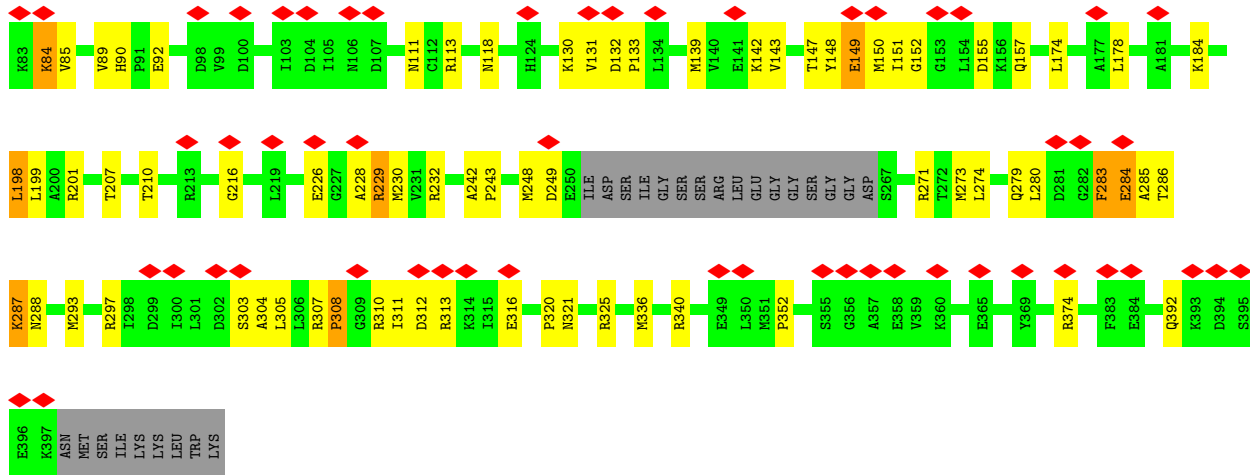 K83 K84 V85 V89 H90 P91 E92 D98 V99 D100 I103 D104 I105 N106 D107 N111 C112 R113 N118 H124 K130 V131 D132 P133 L134 M139 V140 E141 K142 V143 T147 Y148 E149 M150 I151 G152 G153 L154 D155 K156 Q157 L174 A177 L178 A181 K184
L198 L199 A200 R201 T207 T210 R213 G216 L219 E226 G227 A228 R229 M230 V231 R232 A242 P243 M248 D249 E250 ILE ASP SER ILE GLY SER SER ARG LEU GLU GLY GLY SER GLY GLY ASP S267 R271 T272 M273 L274 Q279 L280 D281 G282 F283 E284 A285 T286
K287 N288 M293 R297 I298 D299 I300 L301 D302 S303 A304 L305 L306 R307 P308 G309 R310 I311 D312 R313 K314 I315 E316 P320 N321 R325 M336 R340 E349 L350 M351 P352 S355 G356 A357 E358 V359 K360 E365 Y369 R374 F383 E384 Q392 K393 D394 S395
E396 K397 ASN MET SER ILE LYS LYS LEU TRP LYS